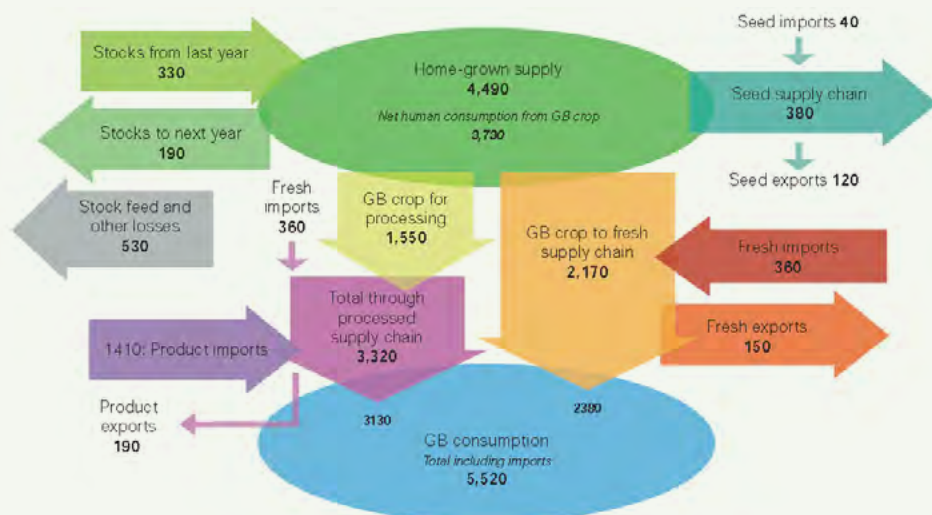 Stocks from last year
330
Stocks to next year
190
Stock feed and
other losses
530
Home-grown supply
4,490
Net human consumption from GB crop
3,730
Seed imports 40
Seed supply chain
380
Seed exports 120
Fresh
imports
360
GB crop for
processing
1,550
GB crop to fresh
supply chain
2,170
Fresh imports
360
Fresh exports
150
1410: Product imports
Total through
processed
supply chain
3,320
Product
exports
190
3130
2380
GB consumption
Total including imports
5,520